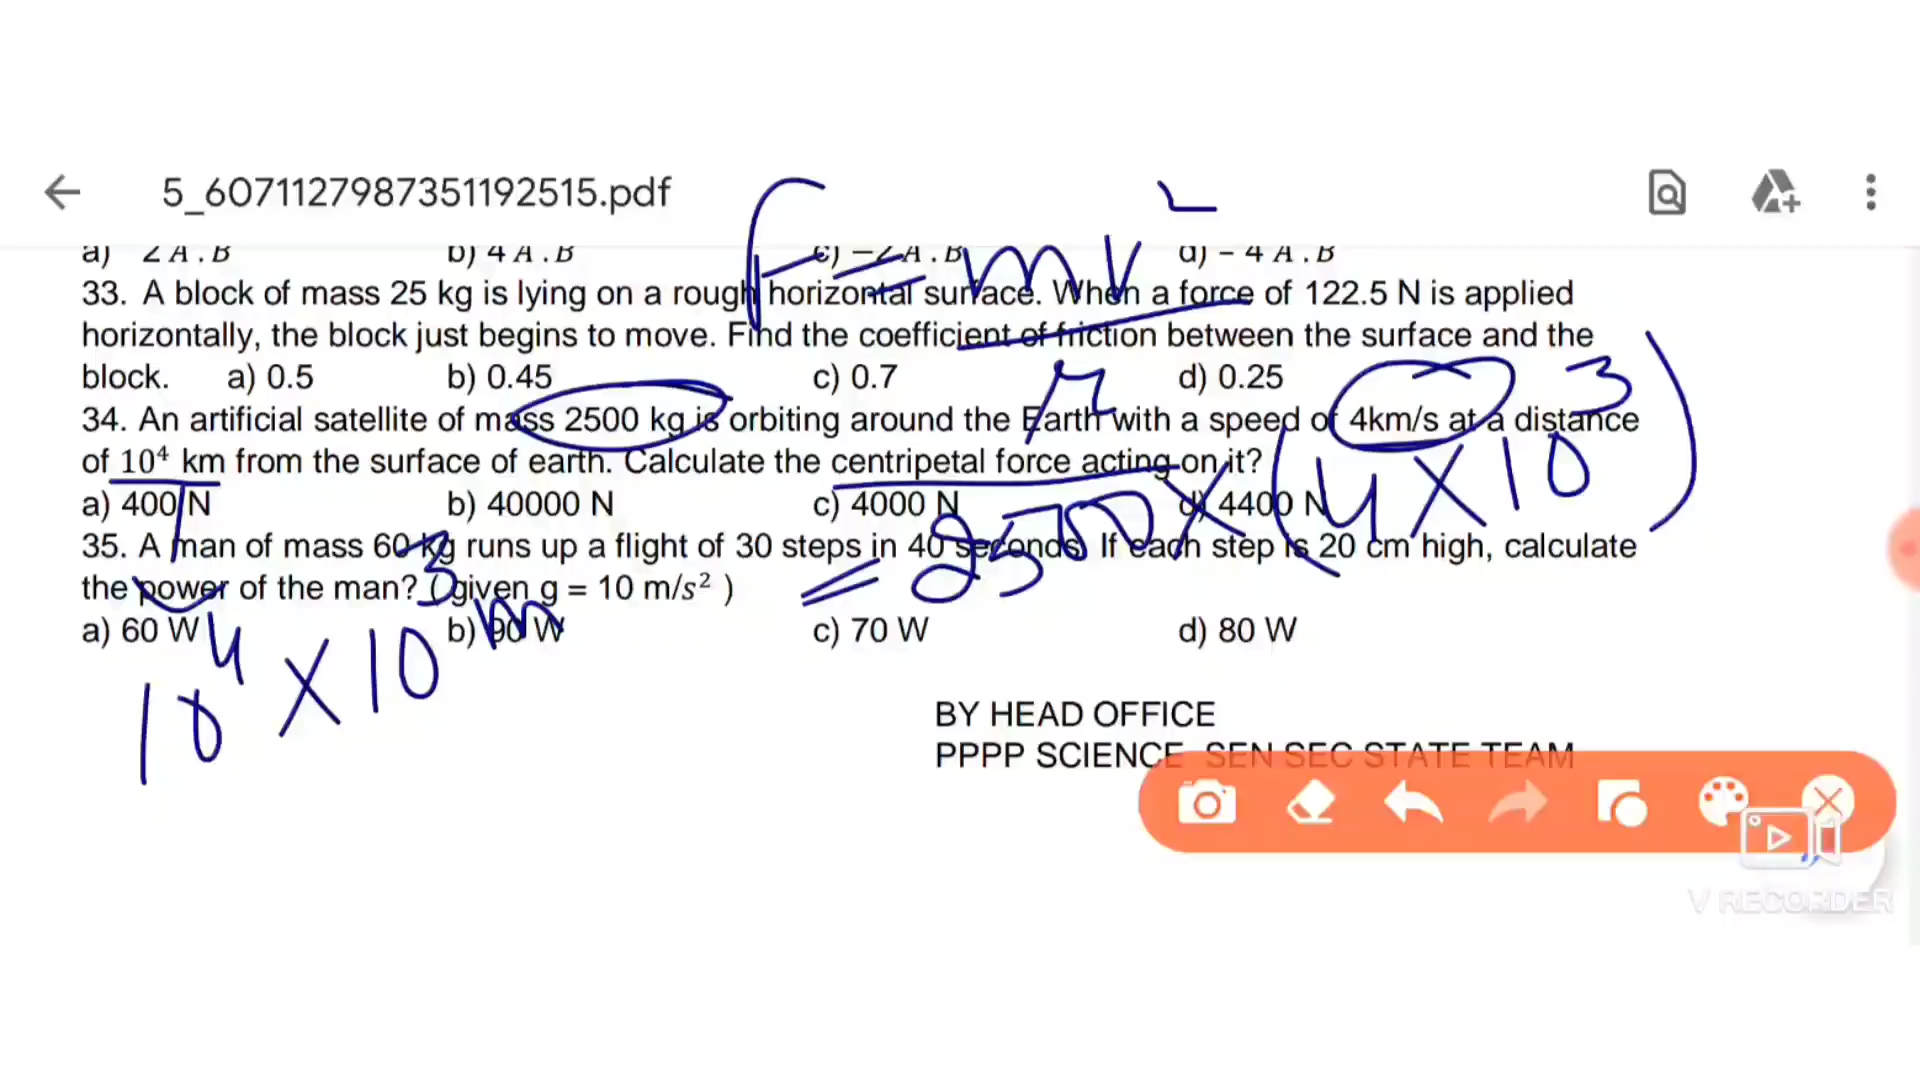 5_6071127987351192515.pdf
a) 2 A . B b) 4 A . B c) −2A . B d) − 4 A . B
33. A block of mass 25 kg is lying on a rough horizontal surface. When a force of 122.5 N is applied
horizontally, the block just begins to move. Find the coefficient of friction between the surface and the
block. a) 0.5 b) 0.45 c) 0.7 d) 0.25
34. An artificial satellite of mass 2500 kg is orbiting around the Earth with a speed of 4km/s at a distance
of 10⁴ km from the surface of earth. Calculate the centripetal force acting on it?
a) 400 N b) 40000 N c) 4000 N d) 4400 N
35. A man of mass 60 kg runs up a flight of 30 steps in 40 seconds. If each step is 20 cm high, calculate
the power of the man? ( given g = 10 m/s² )
a) 60 W b) 90 W c) 70 W d) 80 W
BY HEAD OFFICE
PPPP SCIENCE SEN SEC STATE TEAM
F = mv²
r
= 2500 × (4 × 10³)
10⁴ × 10³ m
V RECORDER